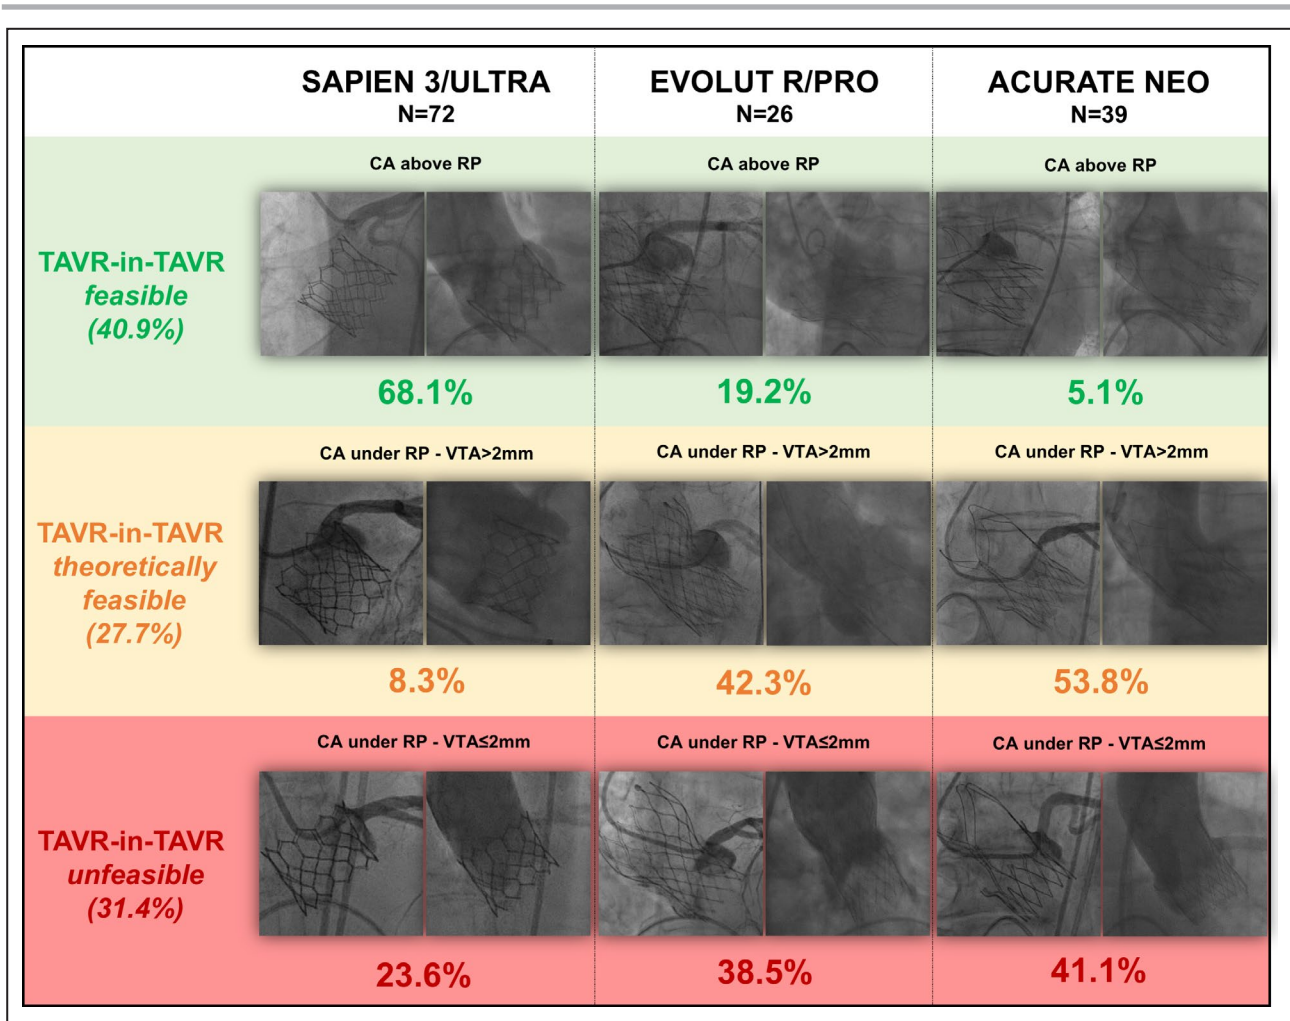 SAPIEN 3/ULTRA
N=72
EVOLUT R/PRO
N=26
ACURATE NEO
N=39
TAVR-in-TAVR
feasible
(40.9%)
CA above RP
68.1%
CA above RP
19.2%
CA above RP
5.1%
TAVR-in-TAVR
theoretically
feasible
(27.7%)
CA under RP - VTA>2mm
8.3%
CA under RP - VTA>2mm
42.3%
CA under RP - VTA>2mm
53.8%
TAVR-in-TAVR
unfeasible
(31.4%)
CA under RP - VTA≤2mm
23.6%
CA under RP - VTA≤2mm
38.5%
CA under RP - VTA≤2mm
41.1%